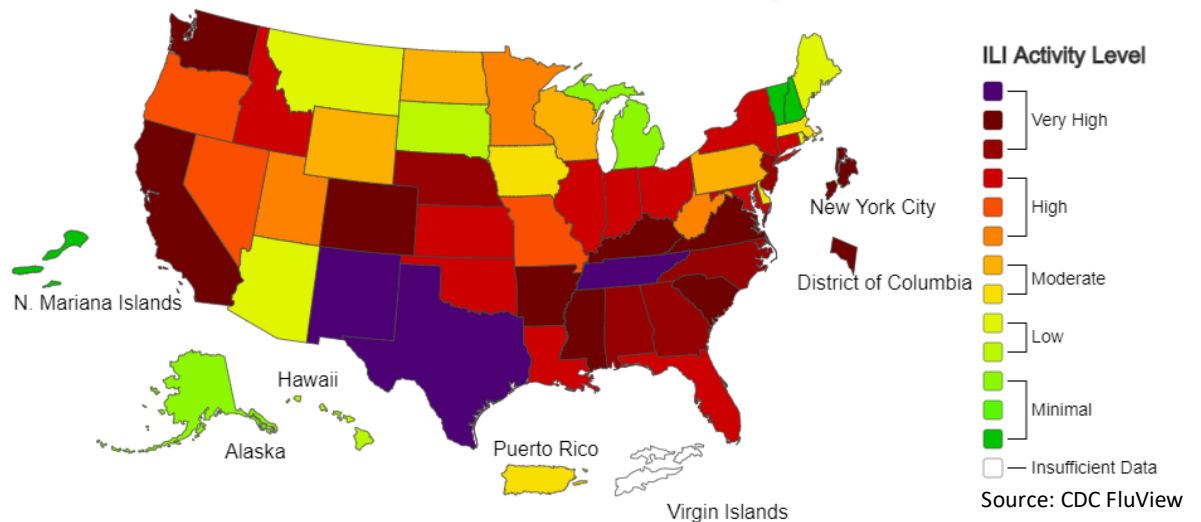 ILI Activity Level
Very High
High
New York City
District of Columbia
Moderate
N. Mariana Islands
Low
Hawaii
Minimal
Alaska
Puerto Rico
Insufficient Data
Source: CDC FluView
Virgin Islands